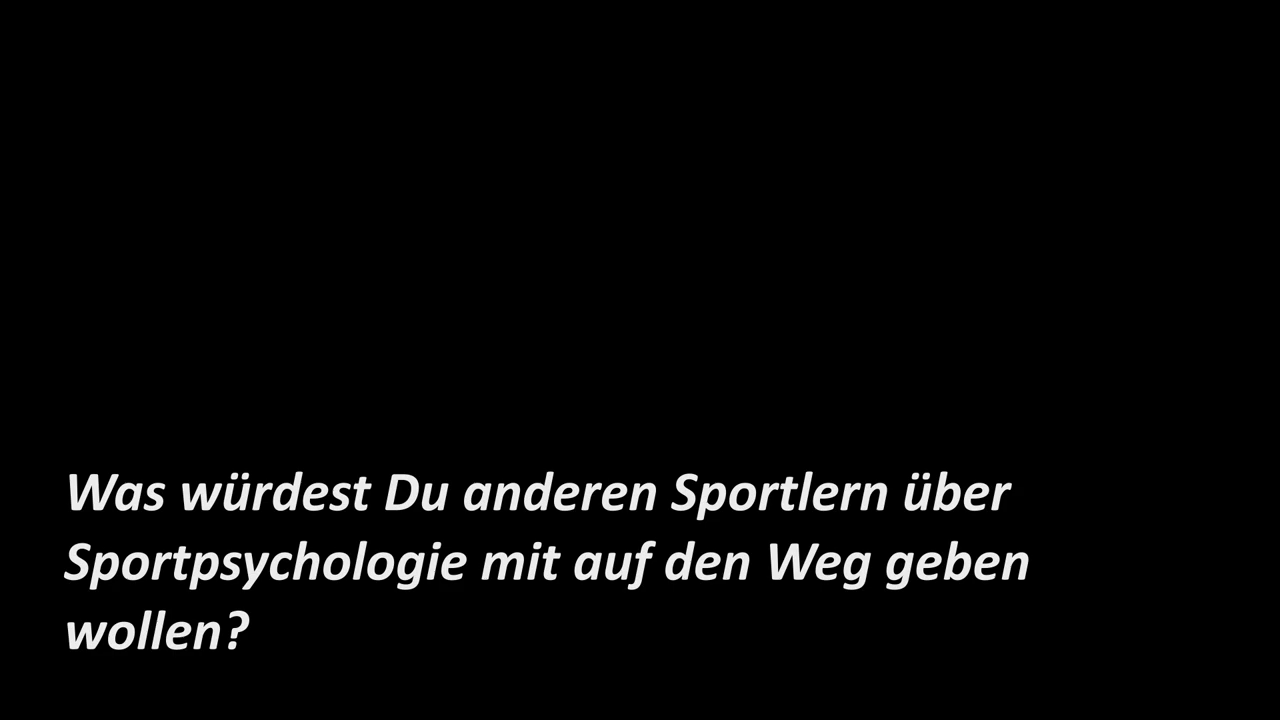 Was würdest Du anderen Sportlern über
Sportpsychologie mit auf den Weg geben
wollen?